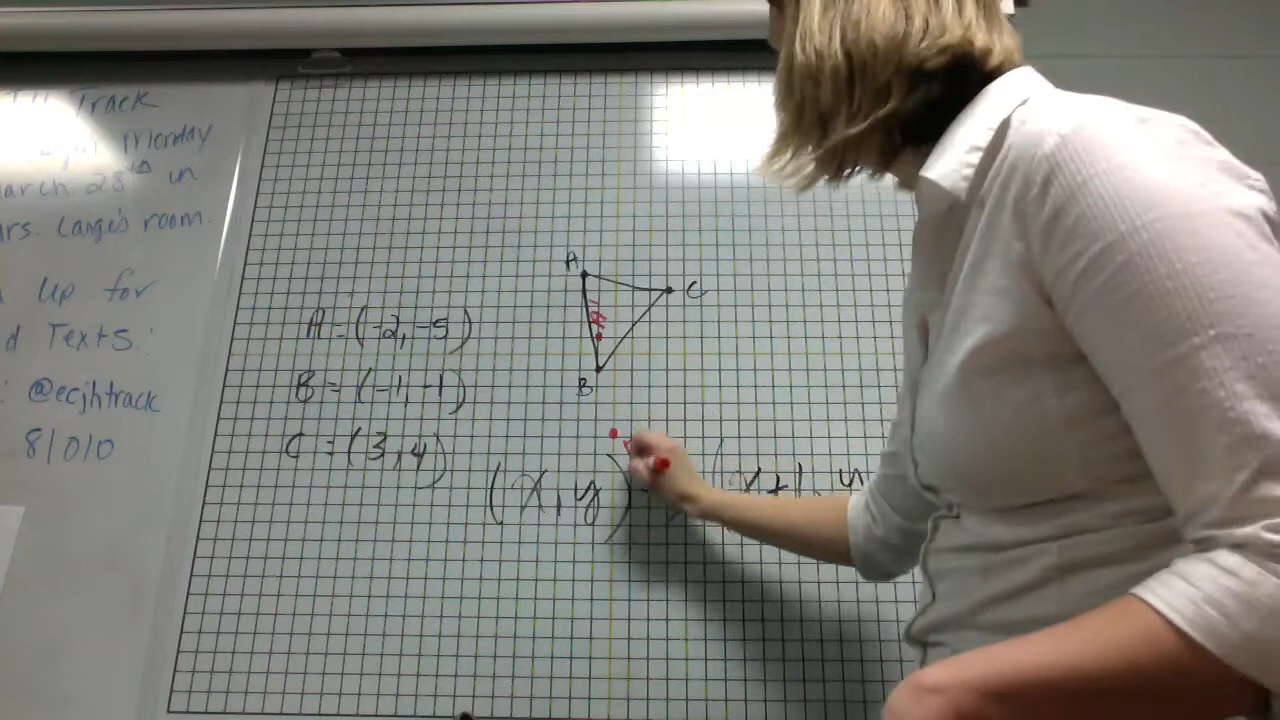 Track
Monday
March 28th in
Mrs. Lange's room.
Up for
d Texts:
: @ecjhtrack
81010
A
C
A'
B
A = (-2, -5)
B = (-1, -1)
C = (3, 4)
(x, y) (x+1, y